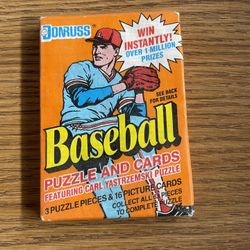 DONRUSS
WIN
INSTANTLY!
OVER 1 MILLION
PRIZES
SEE BACK
FOR DETAILS
Baseball
PUZZLE AND CARDS
FEATURING CARL YASTRZEMSKI PUZZLE
3 PUZZLE PIECES & 16 PICTURE CARDS
COLLECT ALL PIECES
TO COMPLETE PUZZLE